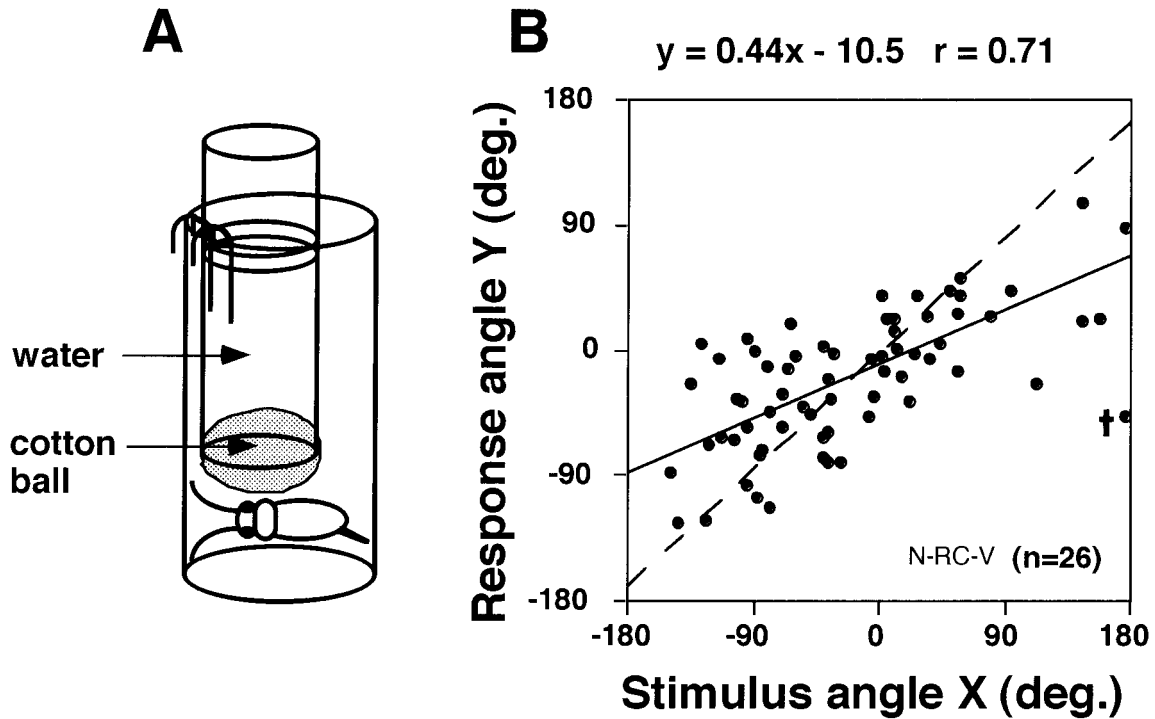 A
water
cotton
ball
B
y = 0.44x - 10.5 r = 0.71
Response angle Y (deg.)
180
90
0
-90
-180
†
N-RC-V (n=26)
-180 -90 0 90 180
Stimulus angle X (deg.)